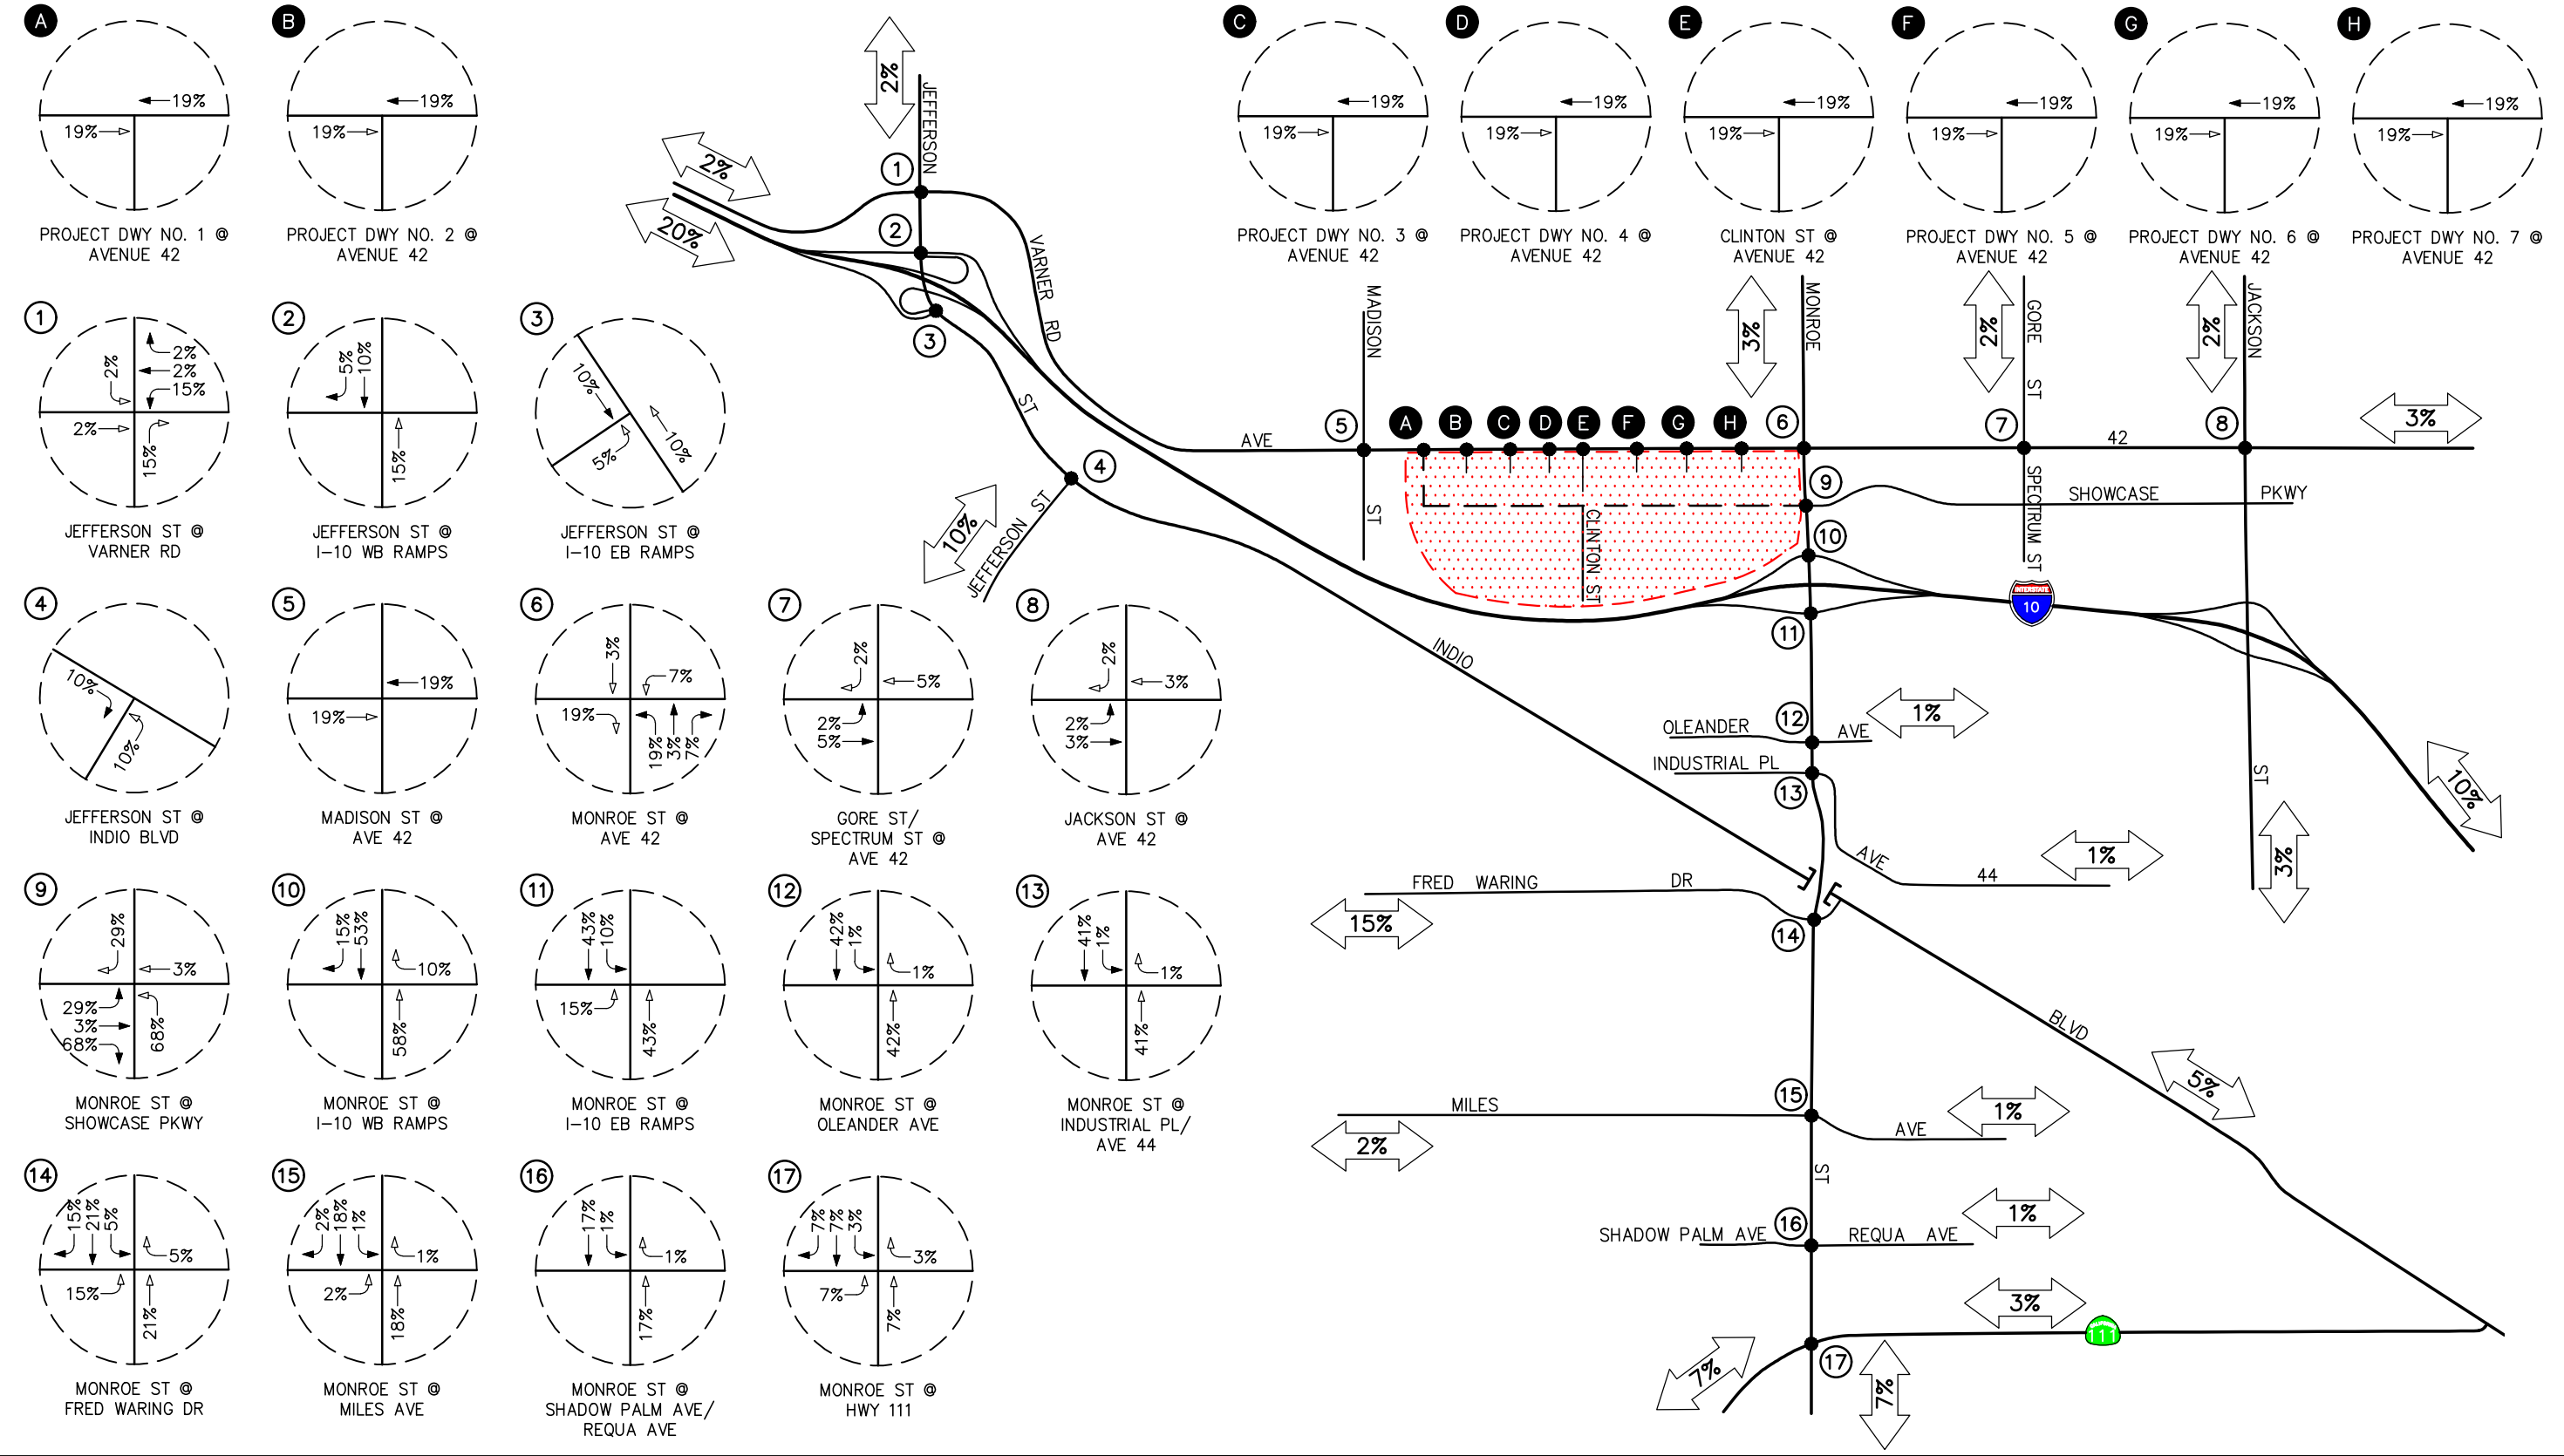 A
19%
19%
PROJECT DWY NO. 1 @
AVENUE 42
B
19%
19%
PROJECT DWY NO. 2 @
AVENUE 42
C
19%
19%
PROJECT DWY NO. 3 @
AVENUE 42
D
19%
19%
PROJECT DWY NO. 4 @
AVENUE 42
E
19%
19%
CLINTON ST @
AVENUE 42
F
19%
19%
PROJECT DWY NO. 5 @
AVENUE 42
G
19%
19%
PROJECT DWY NO. 6 @
AVENUE 42
H
19%
19%
PROJECT DWY NO. 7 @
AVENUE 42
1
2%
2%
2%
15%
2%
15%
JEFFERSON ST @
VARNER RD
2
5%
10%
15%
JEFFERSON ST @
I-10 WB RAMPS
3
10%
5%
10%
JEFFERSON ST @
I-10 EB RAMPS
4
10%
10%
JEFFERSON ST @
INDIO BLVD
5
19%
19%
MADISON ST @
AVE 42
6
3%
7%
19%
19%
3%
7%
MONROE ST @
AVE 42
7
2%
5%
2%
5%
GORE ST/
SPECTRUM ST @
AVE 42
8
2%
3%
2%
3%
JACKSON ST @
AVE 42
9
29%
3%
29%
3%
68%
68%
MONROE ST @
SHOWCASE PKWY
10
15%
53%
10%
58%
MONROE ST @
I-10 WB RAMPS
11
43%
10%
15%
43%
MONROE ST @
I-10 EB RAMPS
12
42%
1%
1%
42%
MONROE ST @
OLEANDER AVE
13
41%
1%
1%
41%
MONROE ST @
INDUSTRIAL PL/
AVE 44
14
15%
21%
5%
5%
15%
21%
MONROE ST @
FRED WARING DR
15
2%
18%
1%
1%
2%
18%
MONROE ST @
MILES AVE
16
17%
1%
1%
17%
MONROE ST @
SHADOW PALM AVE/
REQUA AVE
17
7%
7%
3%
3%
7%
7%
MONROE ST @
HWY 111
2%
JEFFERSON
2%
20%
1
2
3
VARNER RD
ST
4
10%
JEFFERSON ST
MADISON
ST
AVE
5
A
B
C
D
E
F
G
H
6
3%
MONROE
2%
GORE ST
7
42
2%
JACKSON
8
3%
9
SHOWCASE
PKWY
SPECTRUM ST
CLINTON ST
10
INTERSTATE
10
11
INDIO
12
OLEANDER
AVE
1%
INDUSTRIAL PL
13
ST
10%
3%
AVE
44
1%
FRED WARING
DR
15%
14
BLVD
5%
15
MILES
AVE
1%
2%
ST
16
SHADOW PALM AVE
REQUA AVE
1%
3%
111
17
7%
7%